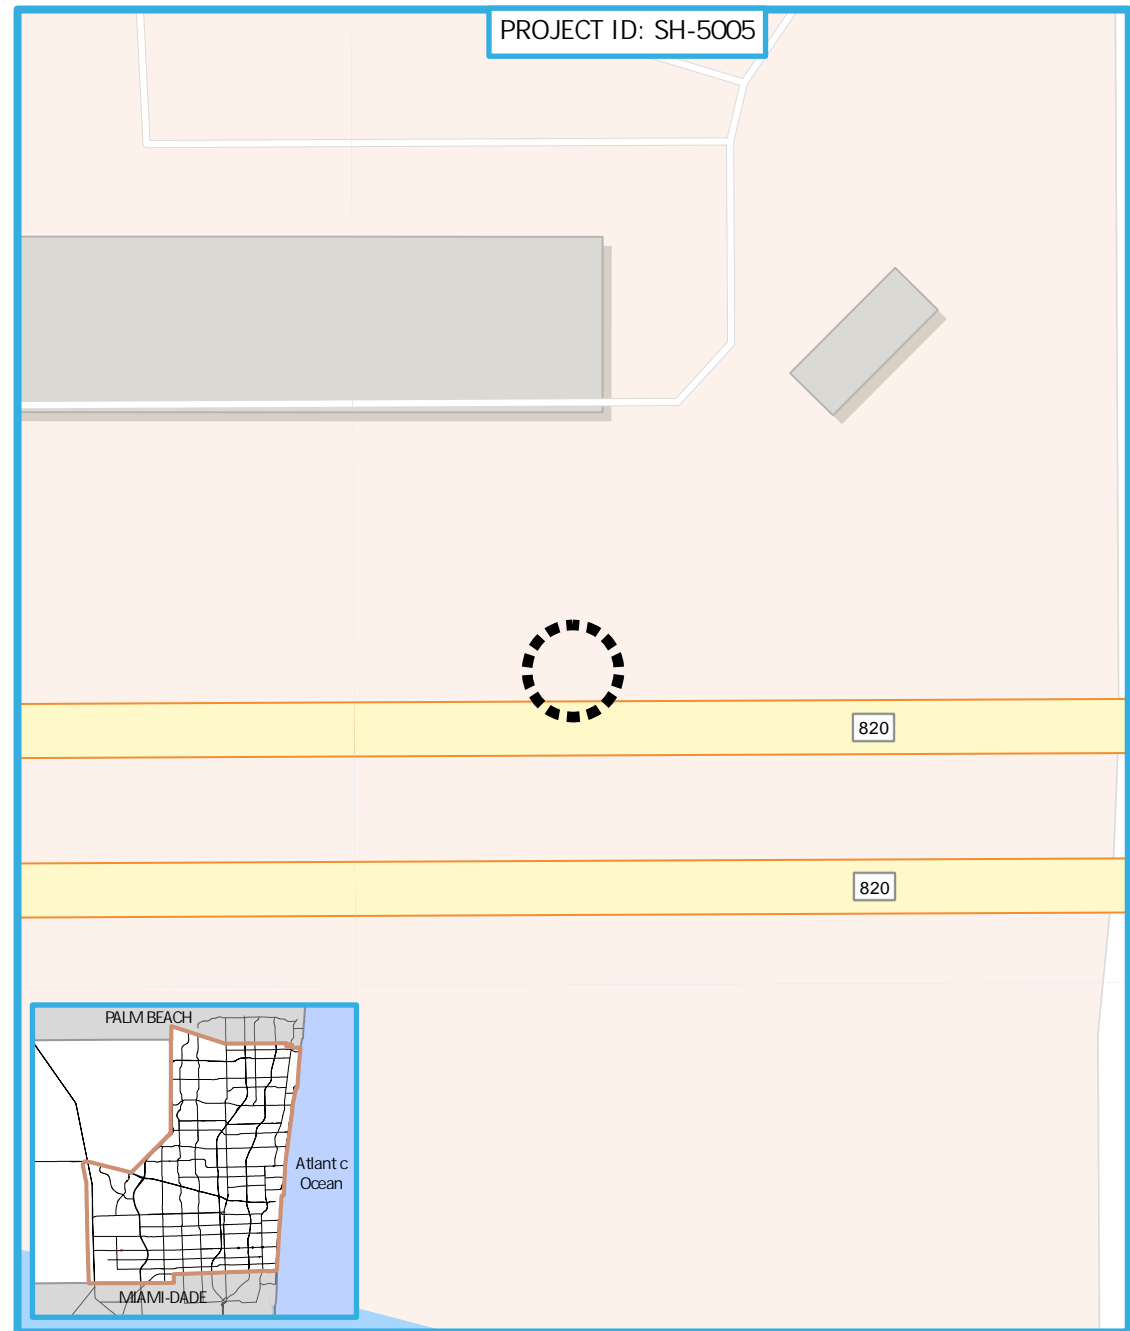 PROJECT ID: SH-5005
820
820
PALM BEACH
Atlant c
Ocean
MIAMI-DADE